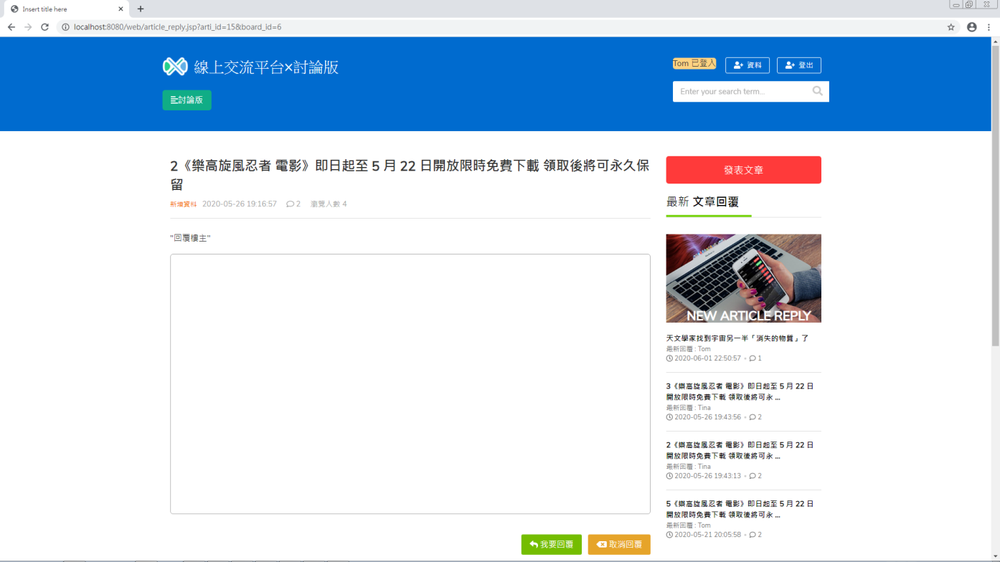 Insert title here
localhost:8080/web/article_reply.jsp?arti_id=15&board_id=6
線上交流平台×討論版
Tom 已登入
資料
登出
Enter your search term...
討論版
2《樂高旋風忍者 電影》即日起至 5 月 22 日開放限時免費下載 領取後將可永久保
留
新增資料 2020-05-26 19:16:57 2 瀏覽人數 4
"回覆樓主"
我要回覆
取消回覆
發表文章
最新 文章回覆
NEW ARTICLE REPLY
天文學家找到宇宙另一半「消失的物質」了
最新回覆 : Tom
2020-06-01 22:50:57 • 1
3《樂高旋風忍者 電影》即日起至 5 月 22 日
開放限時免費下載 領取後將可永 ...
最新回覆 : Tina
2020-05-26 19:43:56 • 2
2《樂高旋風忍者 電影》即日起至 5 月 22 日
開放限時免費下載 領取後將可永 ...
最新回覆 : Tina
2020-05-26 19:43:13 • 2
5《樂高旋風忍者 電影》即日起至 5 月 22 日
開放限時免費下載 領取後將可永 ...
最新回覆 : Tom
2020-05-21 20:05:58 • 2